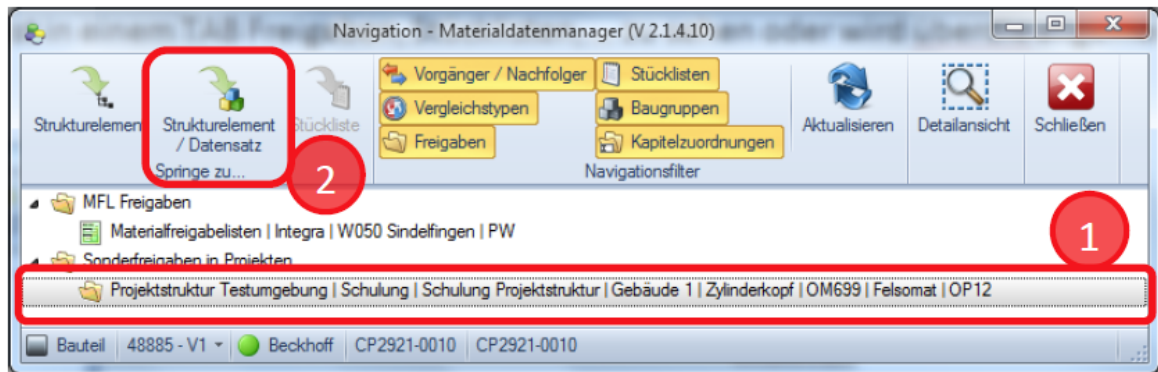 Navigation - Materialdatenmanager (V 2.1.4.10)
Strukturelemen
Strukturelement
/ Datensatz
Stückliste
Springe zu...
Vorgänger / Nachfolger
Stücklisten
Vergleichstypen
Baugruppen
Freigaben
Kapitelzuordnungen
Navigationsfilter
Aktualisieren
Detailansicht
Schließen
2
MFL Freigaben
Materialfreigabelisten | Integra | W050 Sindelfingen | PW
1
Sonderfreigaben in Projekten
Projektstruktur Testumgebung | Schulung | Schulung Projektstruktur | Gebäude 1 | Zylinderkopf | OM699 | Felsomat | OP12
Bauteil 48885 - V1 Beckhoff CP2921-0010 CP2921-0010